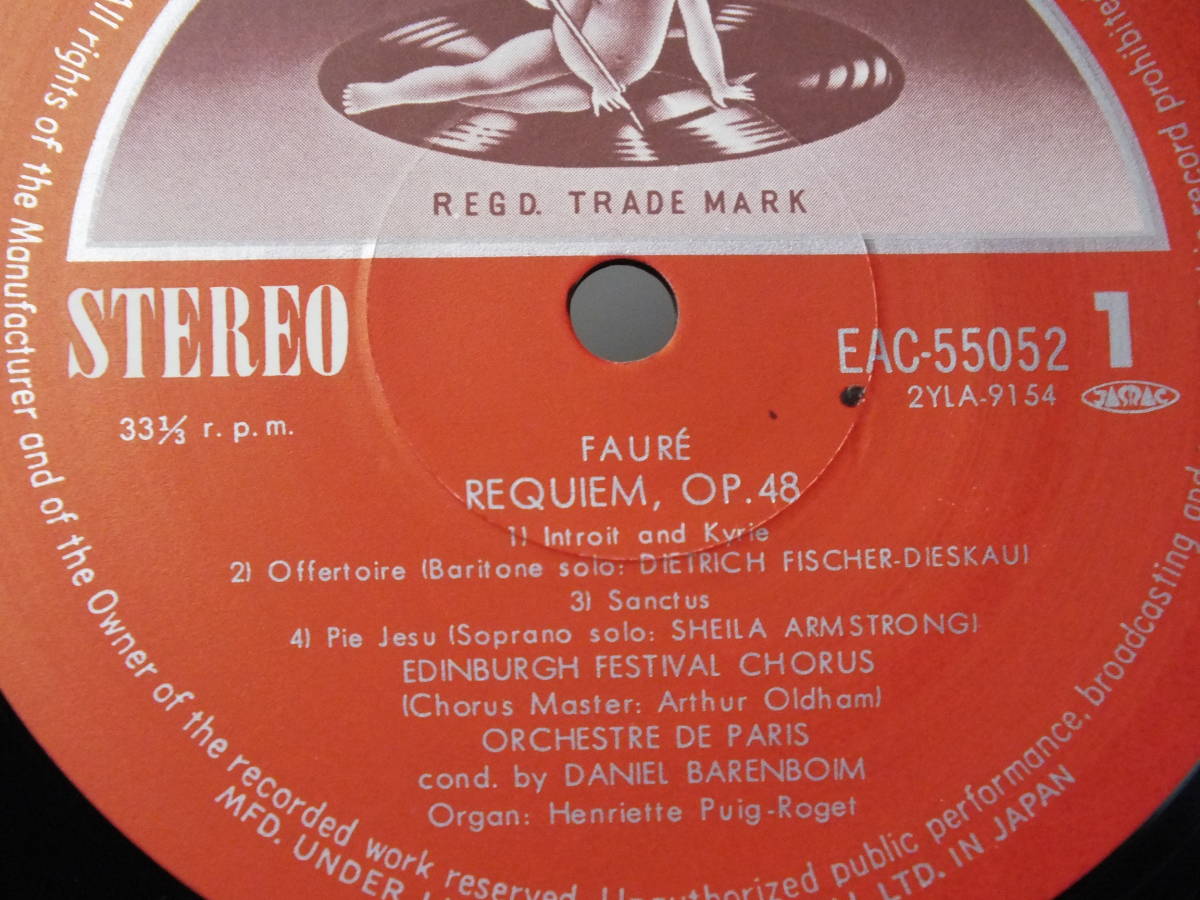 REGD. TRADE MARK
STEREO
33⅓ r.p.m.
EAC-55052 1
2YLA-9154
JASRAC
FAURÉ
REQUIEM, OP.48
1) Introit and Kyrie
2) Offertoire (Baritone solo: DIETRICH FISCHER-DIESKAU)
3) Sanctus
4) Pie Jesu (Soprano solo: SHEILA ARMSTRONG)
EDINBURGH FESTIVAL CHORUS
(Chorus Master: Arthur Oldham)
ORCHESTRE DE PARIS
cond. by DANIEL BARENBOIM
Organ: Henriette Puig-Roget
All rights of the Manufacturer and of the Owner of the recorded work reserved. Unauthorized public performance, broadcasting and
record prohibited
MFD. UNDER
LTD. IN JAPAN